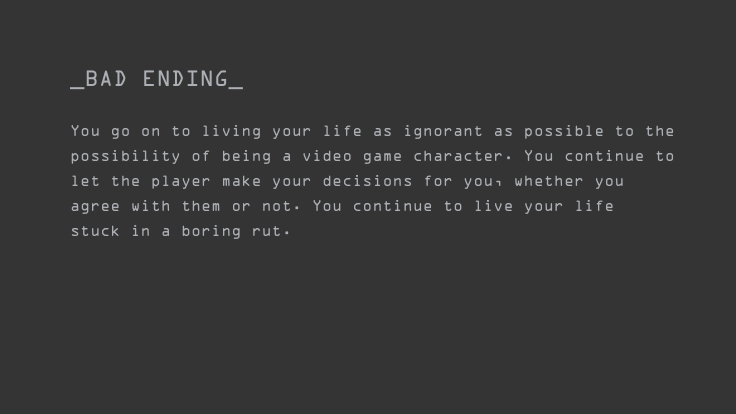 _BAD ENDING_
You go on to living your life as ignorant as possible to the
possibility of being a video game character. You continue to
let the player make your decisions for you, whether you
agree with them or not. You continue to live your life
stuck in a boring rut.